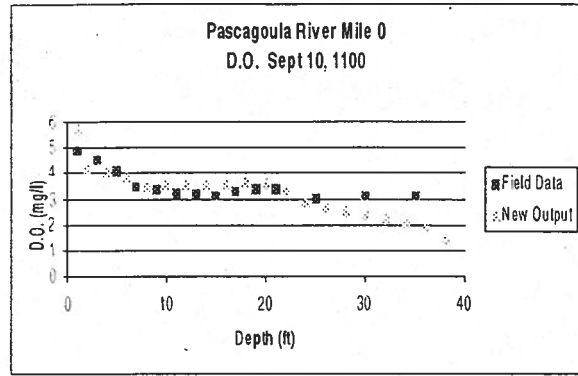 Pascagoula River Mile 0
D.O. Sept 10, 1100
6
5
4
3
2
1
0
D.O. (mg/l)
0
10
20
30
40
Depth (ft)
Field Data
New Output